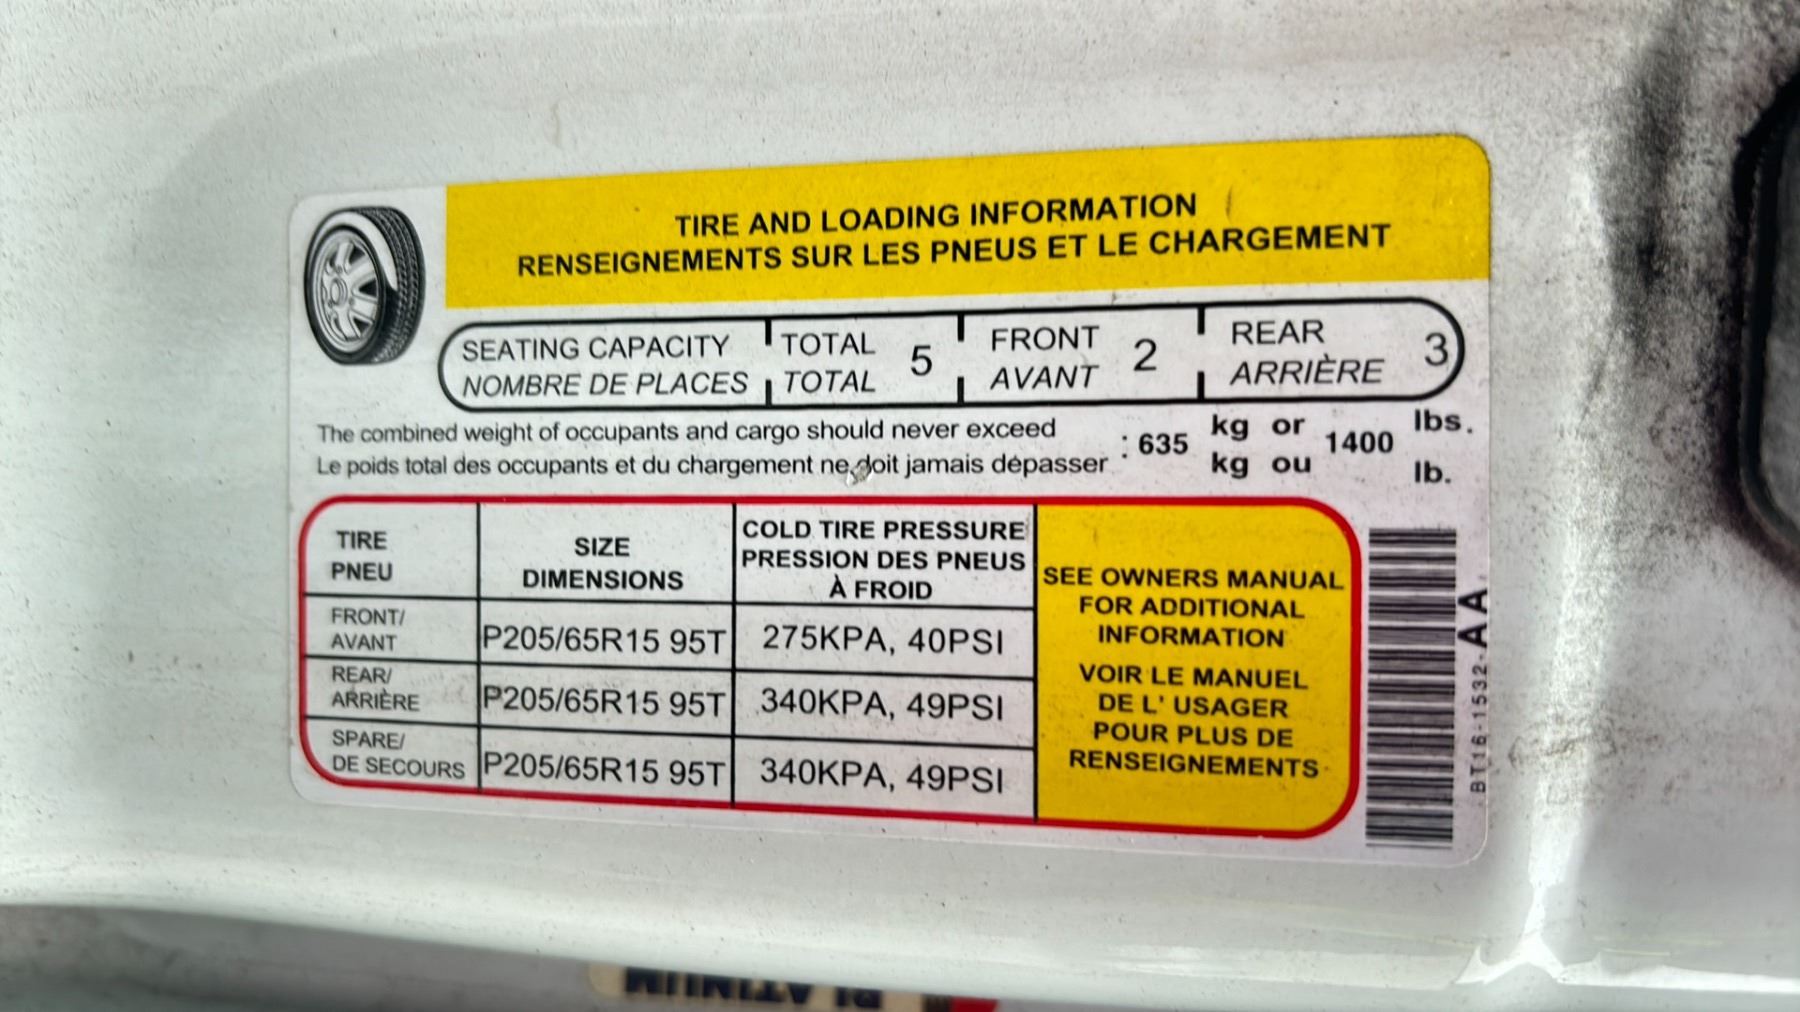 TIRE AND LOADING INFORMATION
RENSEIGNEMENTS SUR LES PNEUS ET LE CHARGEMENT
SEATING CAPACITY TOTAL 5 FRONT 2 REAR 3
NOMBRE DE PLACES TOTAL AVANT ARRIÈRE
The combined weight of occupants and cargo should never exceed : 635 kg or 1400 lbs.
Le poids total des occupants et du chargement ne doit jamais dépasser kg ou lb.
TIRE
PNEU
SIZE
DIMENSIONS
COLD TIRE PRESSURE
PRESSION DES PNEUS
À FROID
FRONT/
AVANT
P205/65R15 95T
275KPA, 40PSI
REAR/
ARRIÈRE
P205/65R15 95T
340KPA, 49PSI
SPARE/
DE SECOURS
P205/65R15 95T
340KPA, 49PSI
SEE OWNERS MANUAL
FOR ADDITIONAL
INFORMATION
VOIR LE MANUEL
DE L' USAGER
POUR PLUS DE
RENSEIGNEMENTS
BT16-1532-AA
PLATINUM